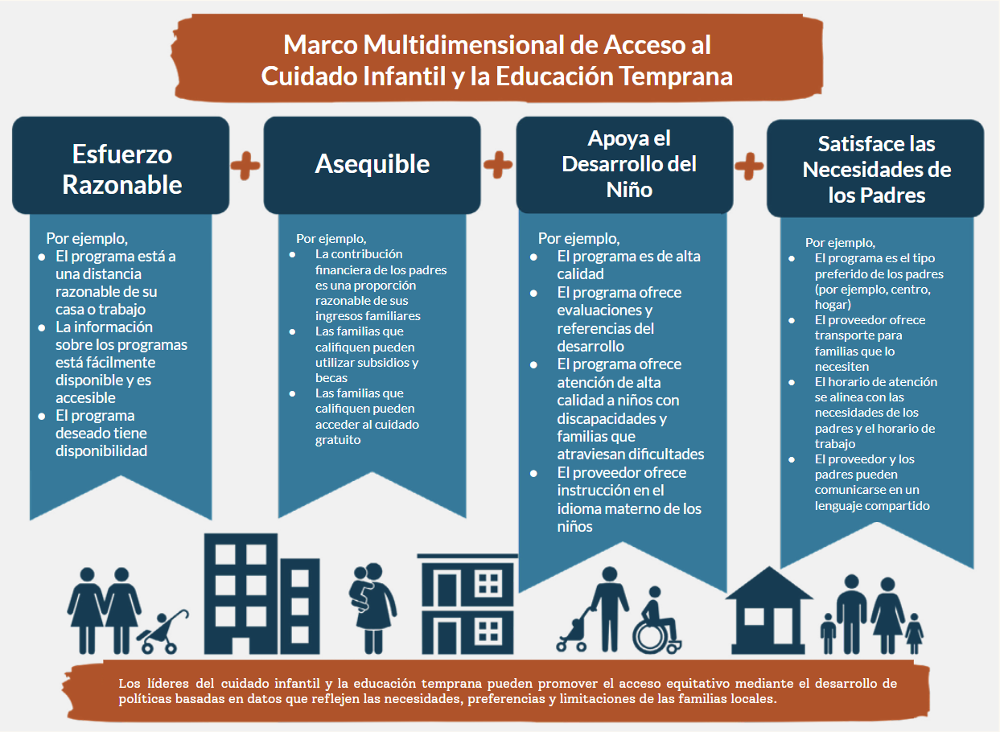 Marco Multidimensional de Acceso al
Cuidado Infantil y la Educación Temprana
Esfuerzo
Razonable
Por ejemplo,
● El programa está a
una distancia
razonable de su
casa o trabajo
● La información
sobre los programas
está fácilmente
disponible y es
accesible
● El programa
deseado tiene
disponibilidad
Asequible
Por ejemplo,
● La contribución
financiera de los padres
es una proporción
razonable de sus
ingresos familiares
● Las familias que
califiquen pueden
utilizar subsidios y
becas
● Las familias que
califiquen pueden
acceder al cuidado
gratuito
Apoya el
Desarrollo del
Niño
Por ejemplo,
● El programa es de alta
calidad
● El programa ofrece
evaluaciones y
referencias del
desarrollo
● El programa ofrece
atención de alta
calidad a niños con
discapacidades y
familias que
atraviesan dificultades
● El proveedor ofrece
instrucción en el
idioma materno de los
niños
Satisface las
Necesidades de
los Padres
Por ejemplo,
● El programa es el tipo
preferido de los padres
(por ejemplo, centro,
hogar)
● El proveedor ofrece
transporte para
familias que lo
necesiten
● El horario de atención
se alinea con las
necesidades de los
padres y el horario de
trabajo
● El proveedor y los
padres pueden
comunicarse en un
lenguaje compartido
Los líderes del cuidado infantil y la educación temprana pueden promover el acceso equitativo mediante el desarrollo de
políticas basadas en datos que reflejen las necesidades, preferencias y limitaciones de las familias locales.